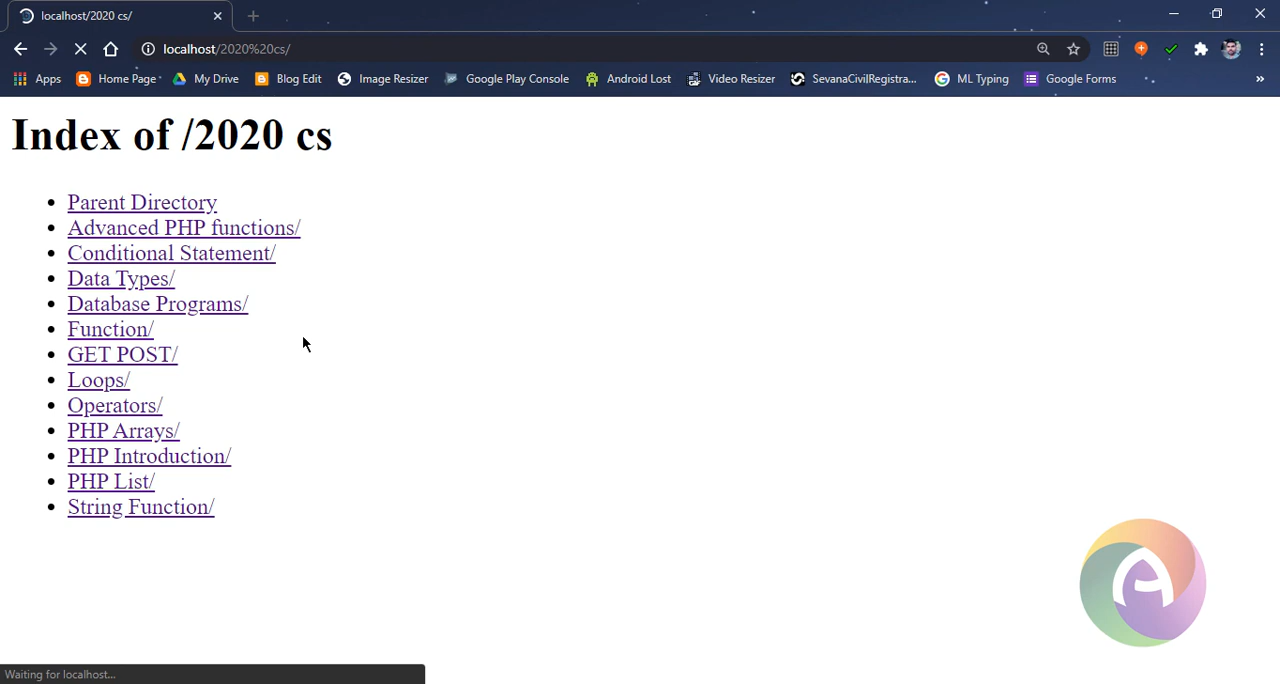 localhost/2020 cs/
localhost/2020%20cs/
Apps Home Page My Drive Blog Edit Image Resizer Google Play Console Android Lost Video Resizer SevanaCivilRegistra... ML Typing Google Forms »
Index of /2020 cs
Parent Directory
Advanced PHP functions/
Conditional Statement/
Data Types/
Database Programs/
Function/
GET POST/
Loops/
Operators/
PHP Arrays/
PHP Introduction/
PHP List/
String Function/
A
Waiting for localhost...